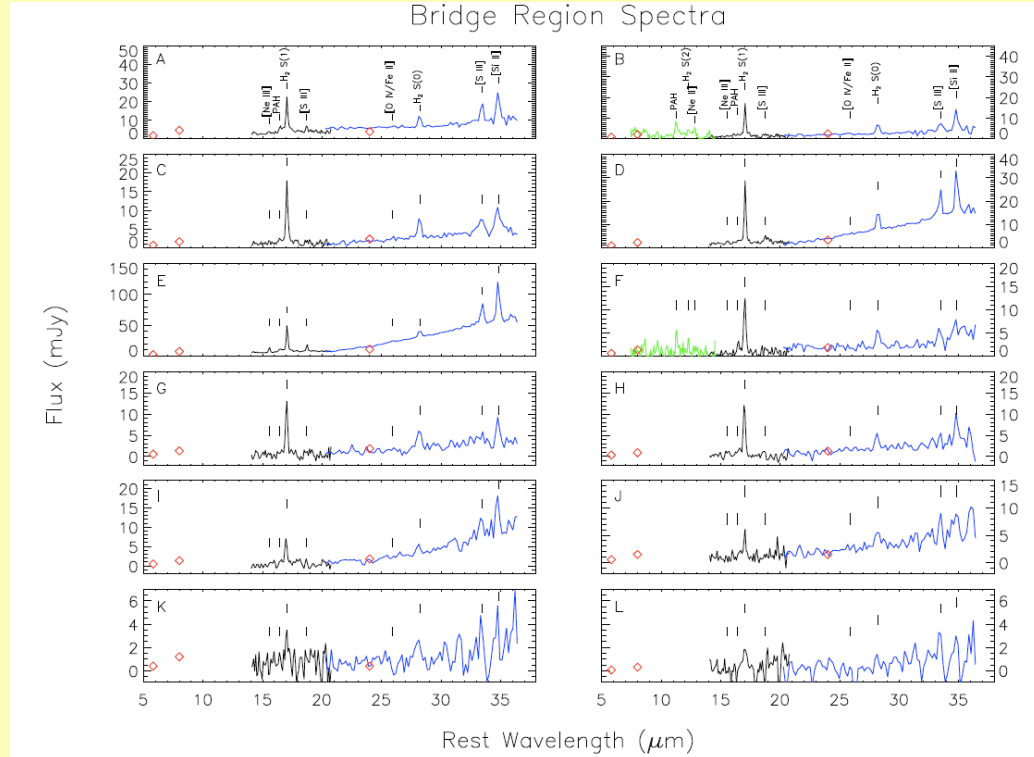 Bridge Region Spectra
A
[Ne III]
PAH
H₂ S(1)
[S III]
[O IV/Fe II]
H₂ S(0)
[S III]
[Si II]
50
40
30
20
10
0
B
PAH
H₂ S(2)
[Ne II]
[Ne III]
PAH
H₂ S(1)
[S III]
[O IV/Fe II]
H₂ S(0)
[S III]
[Si II]
40
30
20
10
0
C
25
20
15
10
5
0
D
40
30
20
10
0
E
150
100
50
0
F
20
15
10
5
0
G
20
15
10
5
0
H
20
15
10
5
0
I
20
15
10
5
0
J
15
10
5
0
K
6
4
2
0
L
6
4
2
0
5 10 15 20 25 30 35
5 10 15 20 25 30 35
Flux (mJy)
Rest Wavelength (μm)